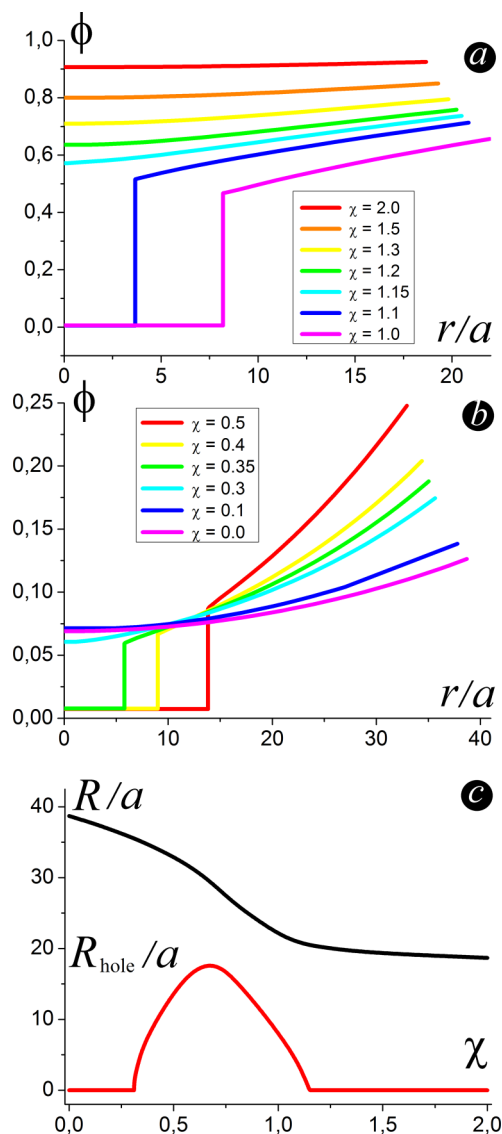 ϕ
a
1,0
0,8
0,6
0,4
0,2
0,0
χ = 2.0
χ = 1.5
χ = 1.3
χ = 1.2
χ = 1.15
χ = 1.1
χ = 1.0
r/a
0 5 10 15 20
ϕ
b
0,25
0,20
0,15
0,10
0,05
0,00
χ = 0.5
χ = 0.4
χ = 0.35
χ = 0.3
χ = 0.1
χ = 0.0
r/a
0 10 20 30 40
R/a
c
40
30
20
10
0
R_hole/a
χ
0,0 0,5 1,0 1,5 2,0